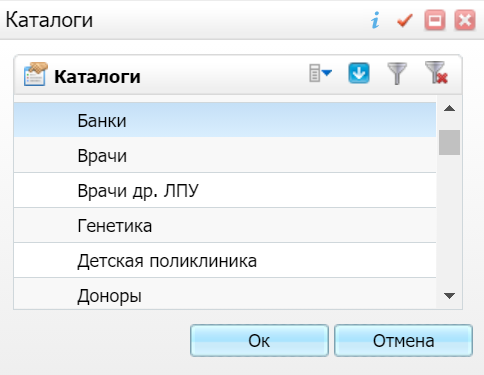 Каталоги
Каталоги
Банки
Врачи
Врачи др. ЛПУ
Генетика
Детская поликлиника
Доноры
Ок
Отмена